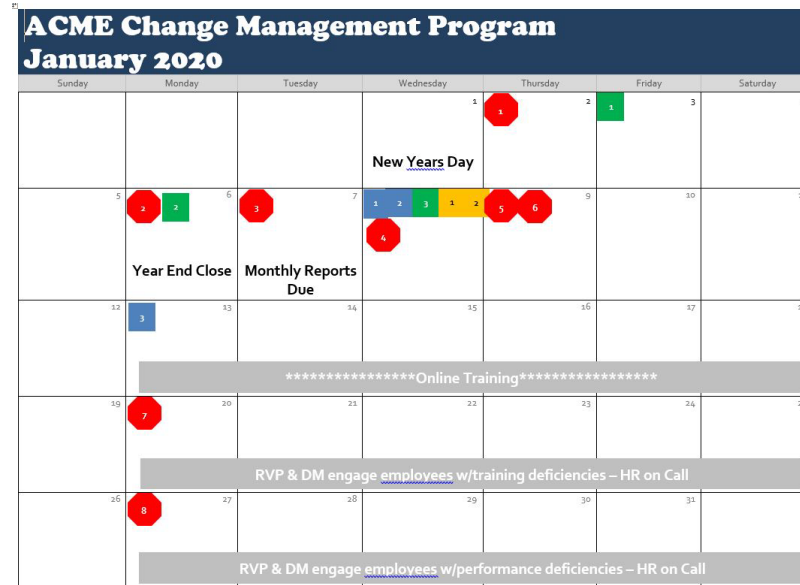 ACME Change Management Program
January 2020
Sunday Monday Tuesday Wednesday Thursday Friday Saturday
1 1 2 1 3
New Years Day
5 2 2 6 3 7 1 2 3 1 2 5 6 9 10
4
Year End Close Monthly Reports
Due
12 3 13 14 15 16 17
****************Online Training*****************
19 7 20 21 22 23 24
RVP & DM engage employees w/training deficiencies – HR on Call
26 8 27 28 29 30 31
RVP & DM engage employees w/performance deficiencies – HR on Call